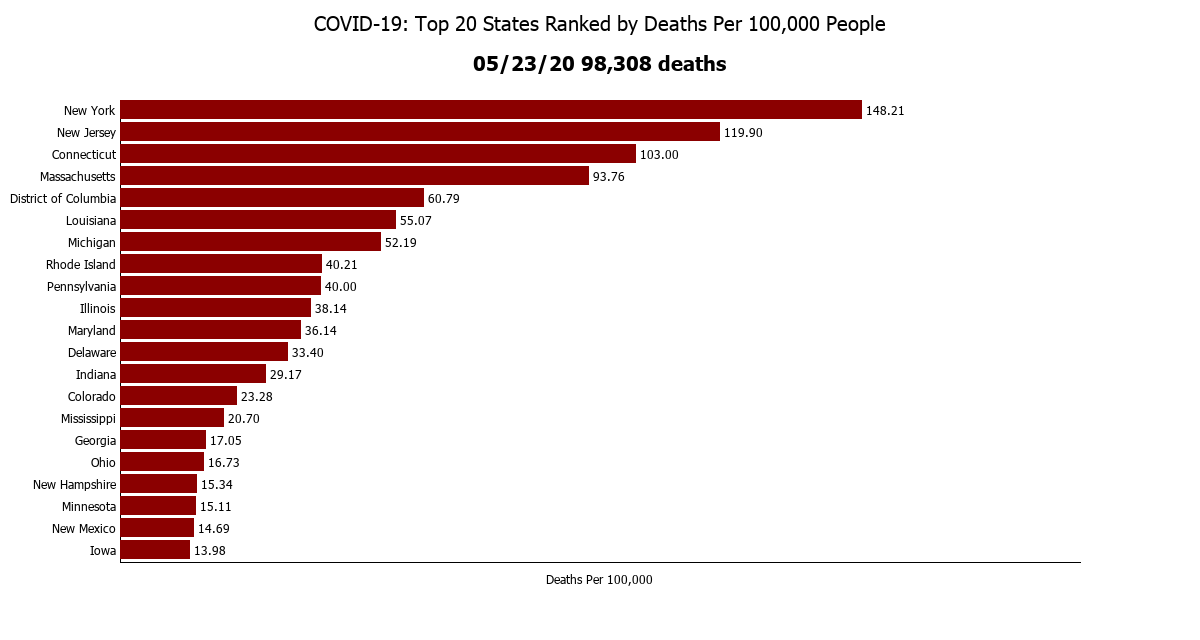 COVID-19: Top 20 States Ranked by Deaths Per 100,000 People
05/23/20 98,308 deaths
New York 148.21
New Jersey 119.90
Connecticut 103.00
Massachusetts 93.76
District of Columbia 60.79
Louisiana 55.07
Michigan 52.19
Rhode Island 40.21
Pennsylvania 40.00
Illinois 38.14
Maryland 36.14
Delaware 33.40
Indiana 29.17
Colorado 23.28
Mississippi 20.70
Georgia 17.05
Ohio 16.73
New Hampshire 15.34
Minnesota 15.11
New Mexico 14.69
Iowa 13.98
Deaths Per 100,000